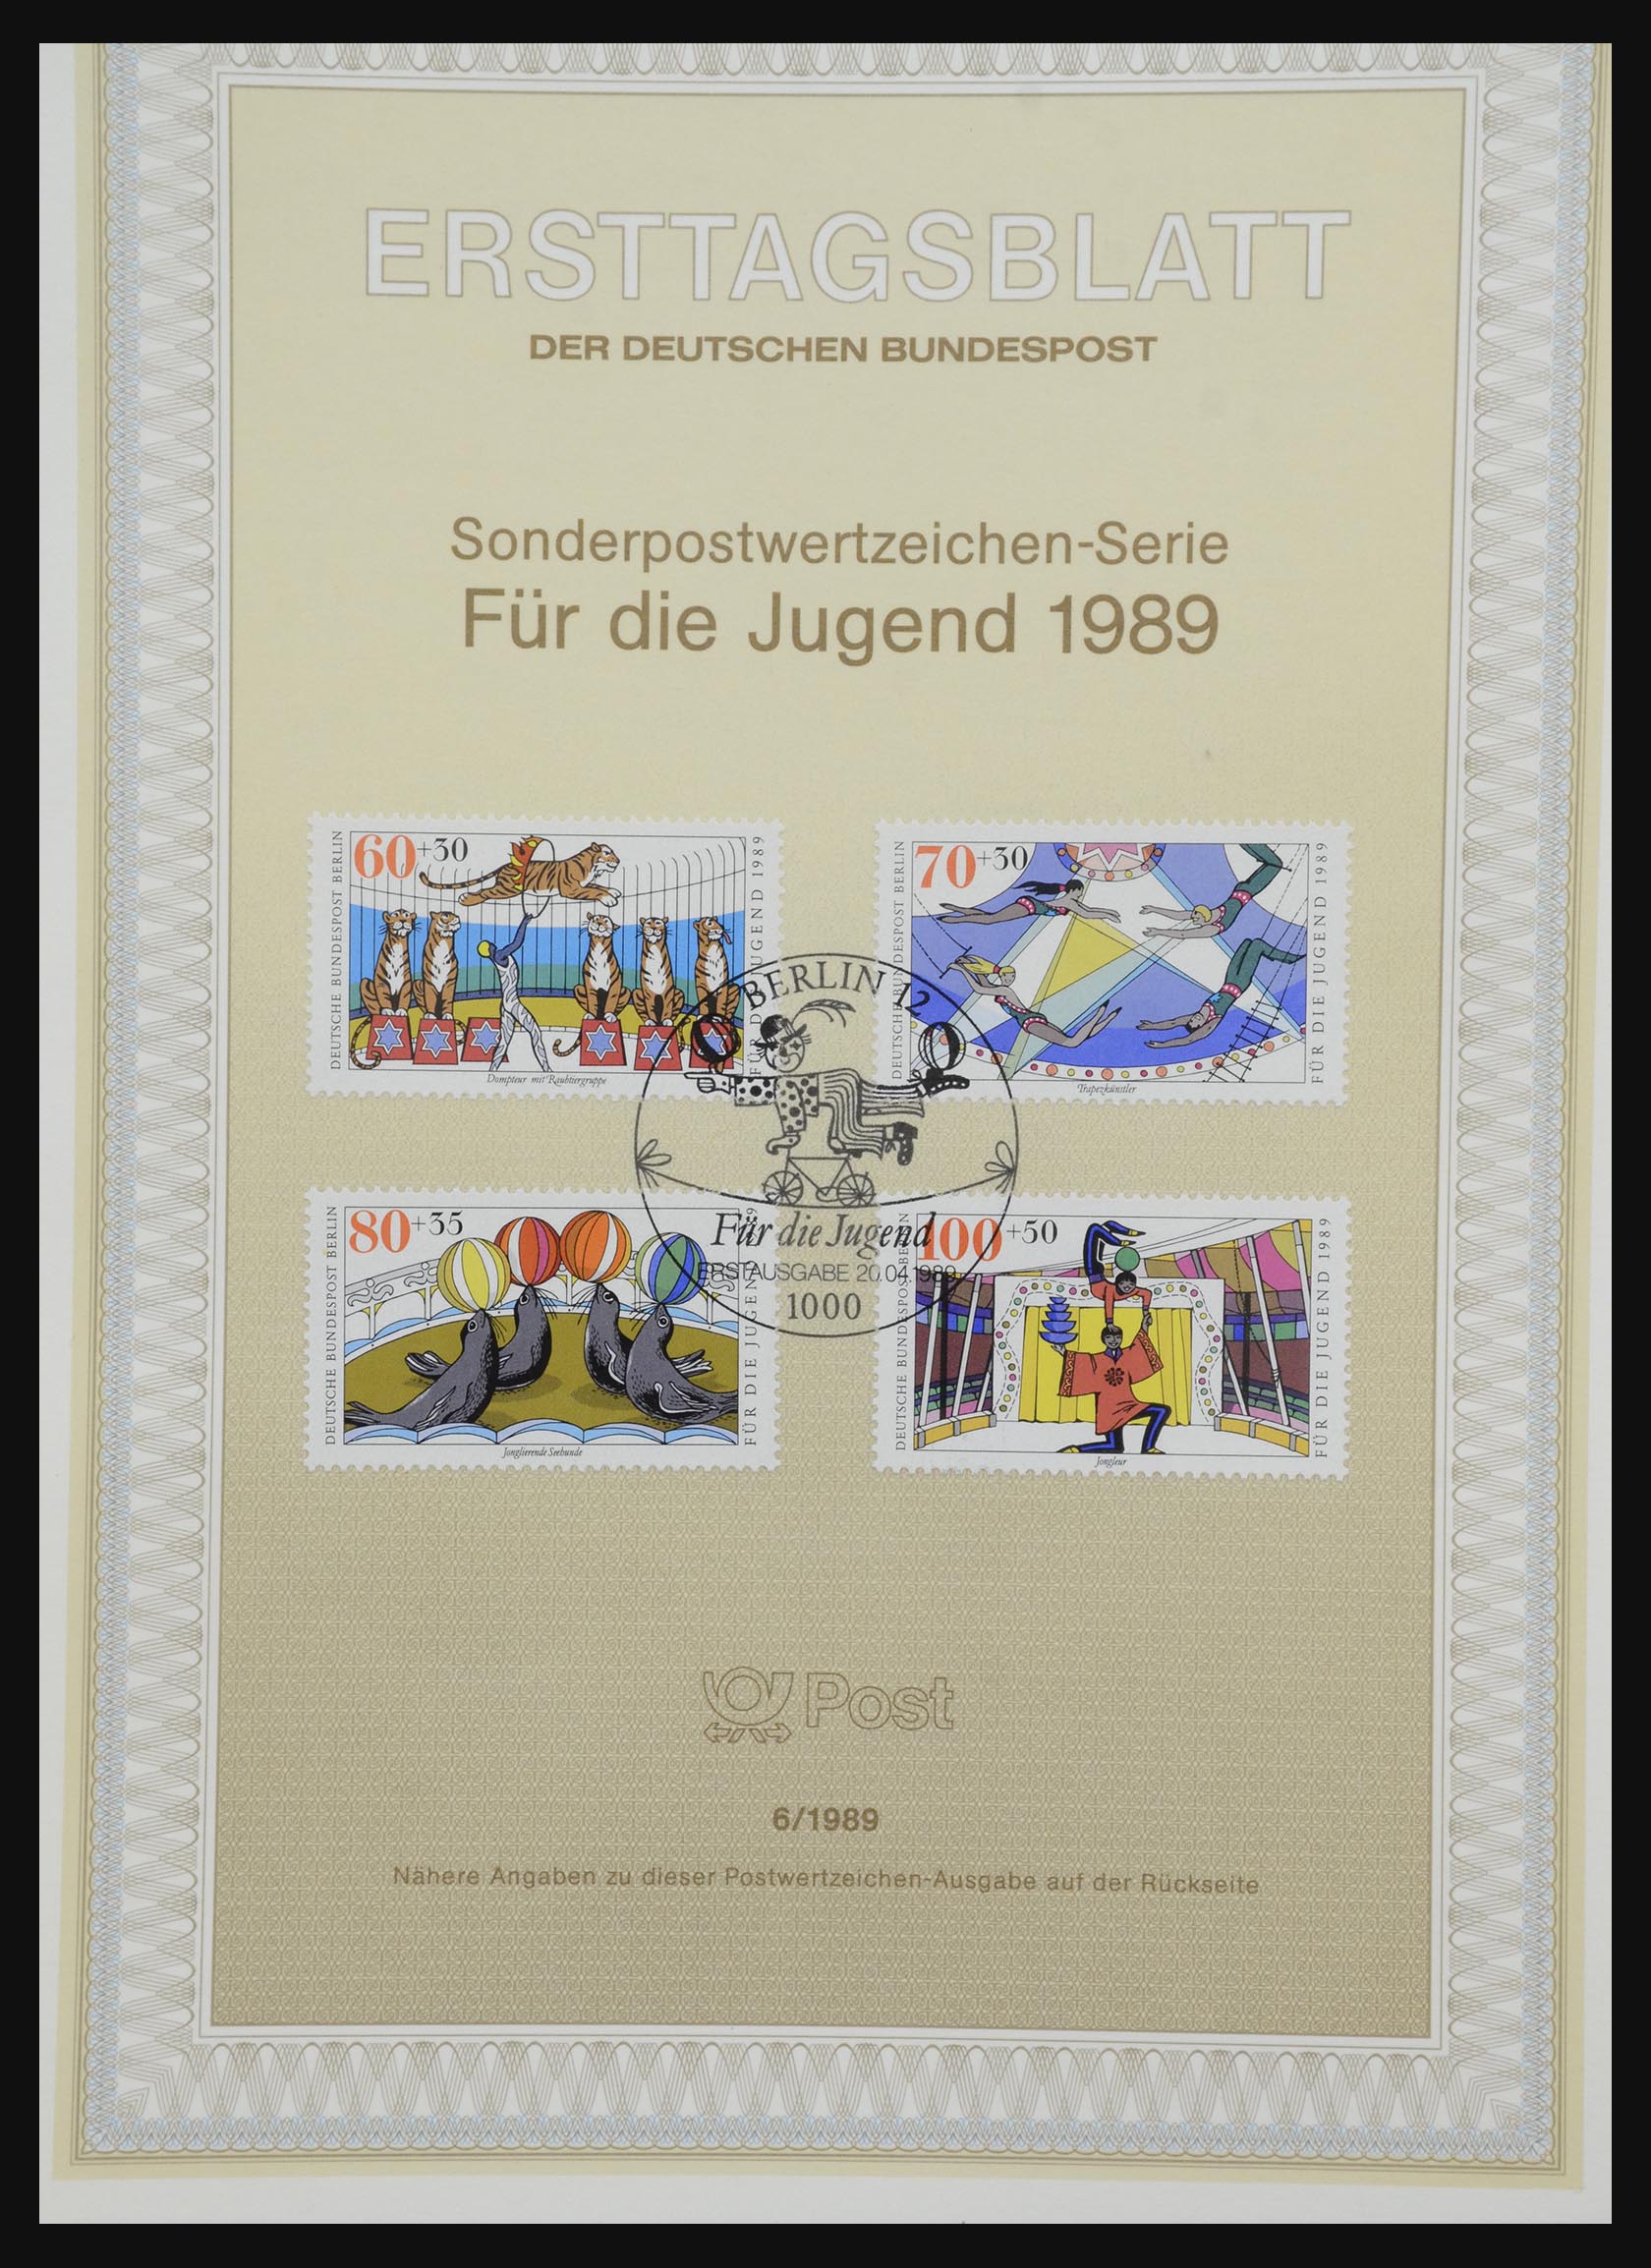 ERSTTAGSBLATT
DER DEUTSCHEN BUNDESPOST
Sonderpostwertzeichen-Serie
Für die Jugend 1989
DEUTSCHE BUNDESPOST BERLIN
60+30
FÜR DIE JUGEND 1989
Dompteur mit Raubtiergruppe
DEUTSCHE BUNDESPOST BERLIN
70+30
FÜR DIE JUGEND 1989
Trapezkünstler
BERLIN 12
Für die Jugend
ERSTAUSGABE 20.04.1989
1000
DEUTSCHE BUNDESPOST BERLIN
80+35
FÜR DIE JUGEND 1989
Jonglierende Seehunde
DEUTSCHE BUNDESPOST BERLIN
100+50
FÜR DIE JUGEND 1989
Jongleur
Post
6/1989
Nähere Angaben zu dieser Postwertzeichen-Ausgabe auf der Rückseite